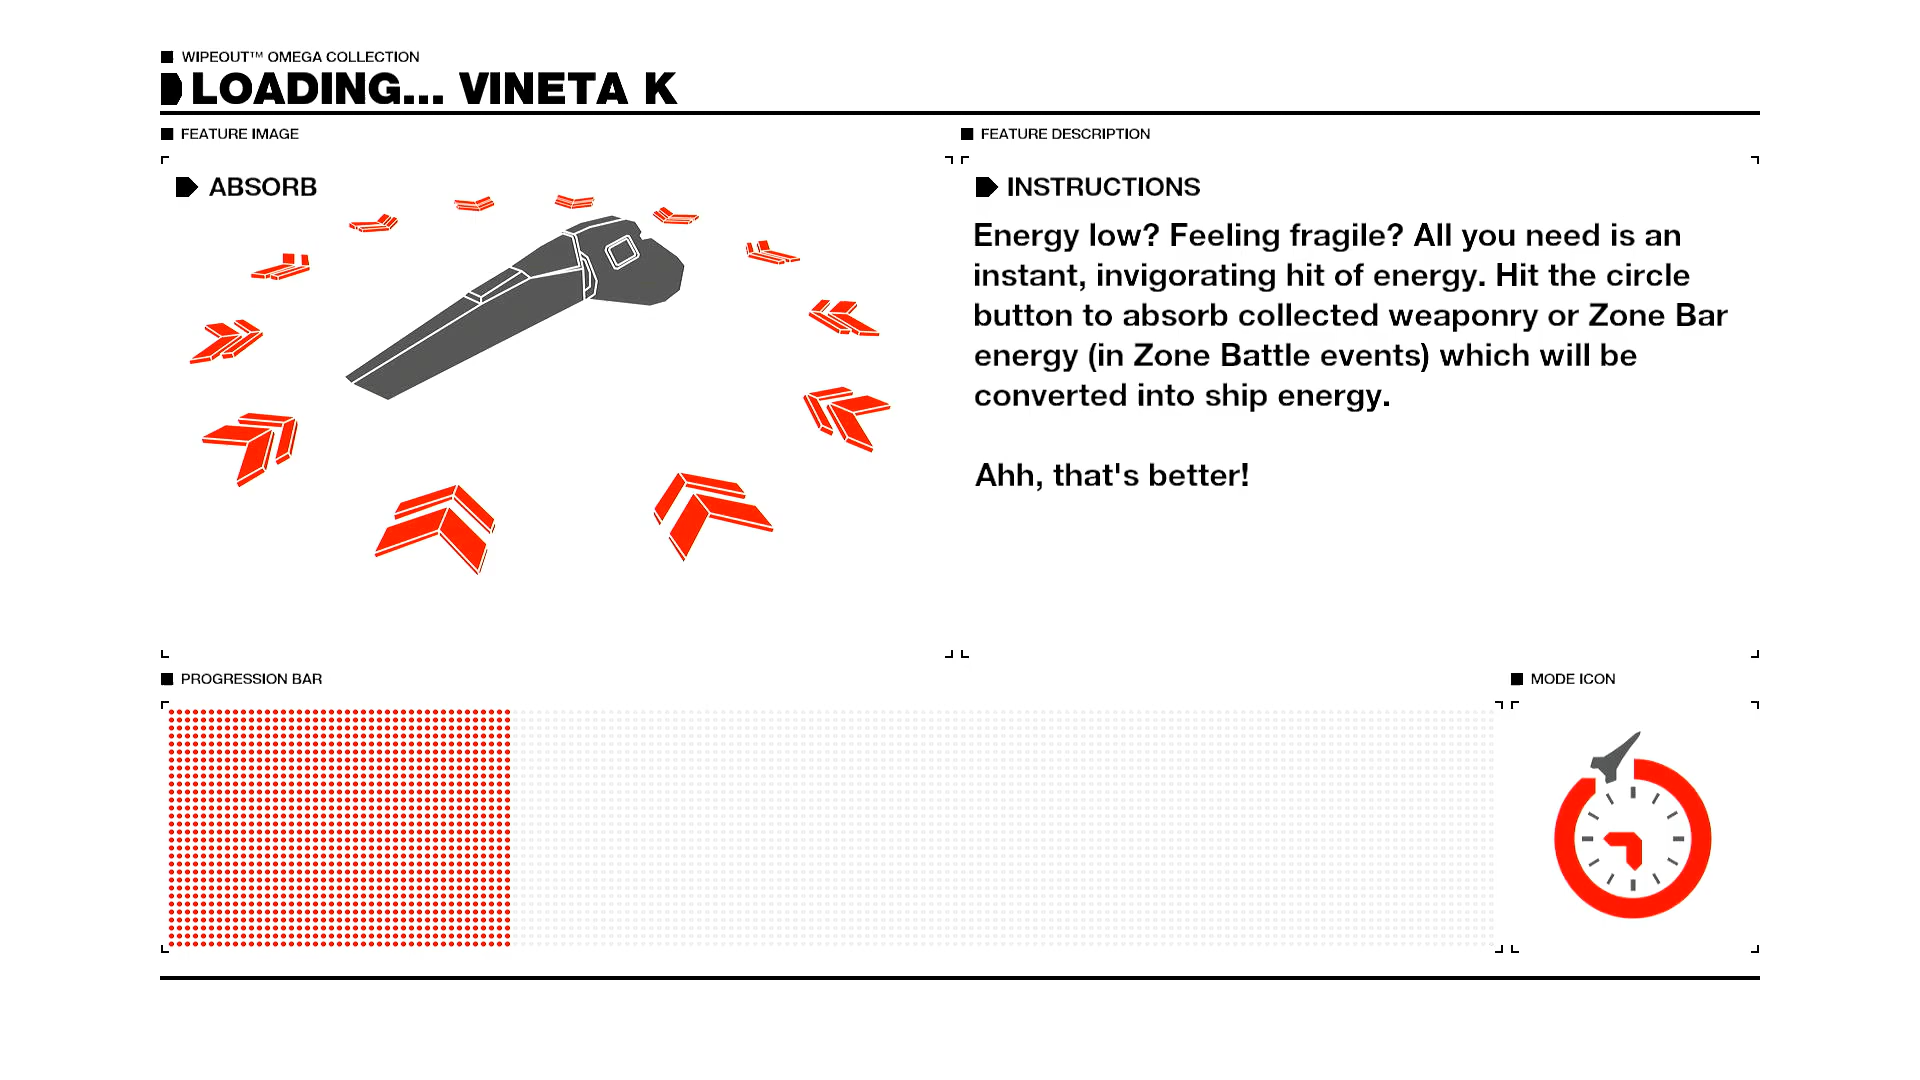 WIPEOUT™ OMEGA COLLECTION
LOADING... VINETA K
FEATURE IMAGE
ABSORB
FEATURE DESCRIPTION
INSTRUCTIONS
Energy low? Feeling fragile? All you need is an
instant, invigorating hit of energy. Hit the circle
button to absorb collected weaponry or Zone Bar
energy (in Zone Battle events) which will be
converted into ship energy.
Ahh, that's better!
PROGRESSION BAR
MODE ICON